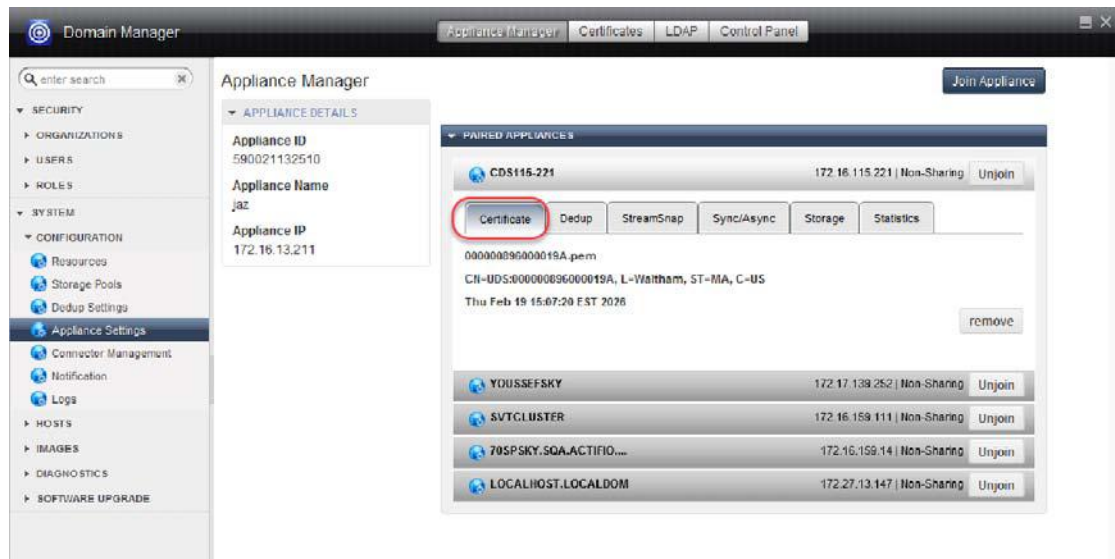 Domain Manager
Appliance Manager Certificates LDAP Control Panel
enter search
SECURITY
ORGANIZATIONS
USERS
ROLES
SYSTEM
CONFIGURATION
Resources
Storage Pools
Dedup Settings
Appliance Settings
Connector Management
Notification
Logs
HOSTS
IMAGES
DIAGNOSTICS
SOFTWARE UPGRADE
Appliance Manager
Join Appliance
APPLIANCE DETAILS
Appliance ID
590021132510
Appliance Name
jaz
Appliance IP
172.16.13.211
PAIRED APPLIANCES
CDS115-221 172.16.115.221 | Non-Sharing Unjoin
Certificate Dedup StreamSnap Sync/Async Storage Statistics
000000896000019A.pem
CN=UDS:000000896000019A, L=Waltham, ST=MA, C=US
Thu Feb 19 15:07:20 EST 2026
remove
YOUSSEFSKY 172.17.139.252 | Non-Sharing Unjoin
SVTCLUSTER 172.16.159.111 | Non-Sharing Unjoin
70SPSKY.SQA.ACTIFIO.... 172.16.159.14 | Non-Sharing Unjoin
LOCALHOST.LOCALDOM 172.27.13.147 | Non-Sharing Unjoin